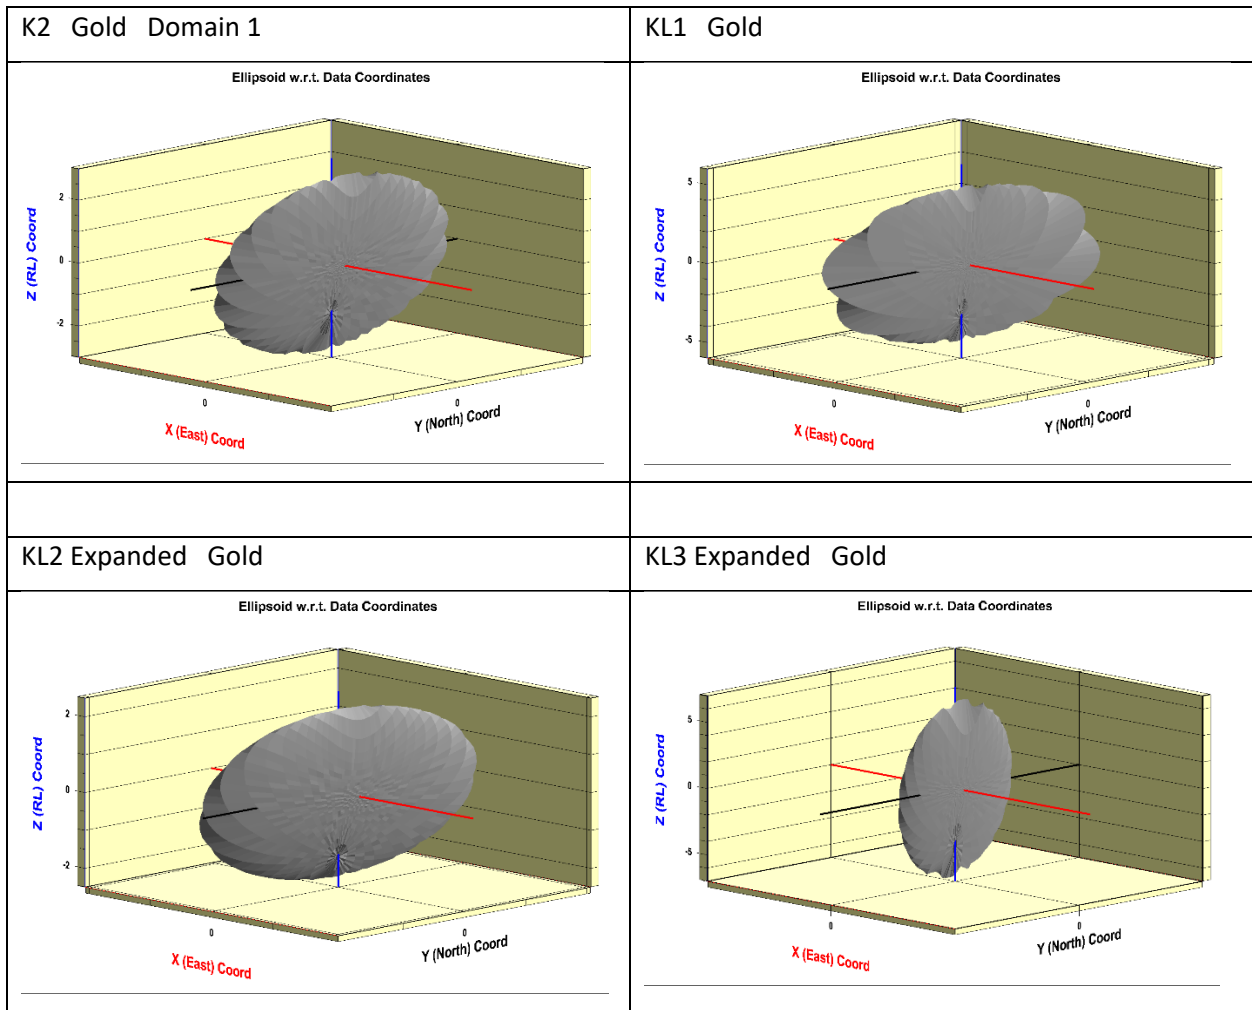 K2 Gold Domain 1
Ellipsoid w.r.t. Data Coordinates
Z (RL) Coord
2
0
-2
0
0
X (East) Coord
Y (North) Coord
KL1 Gold
Ellipsoid w.r.t. Data Coordinates
Z (RL) Coord
5
0
-5
0
0
X (East) Coord
Y (North) Coord
KL2 Expanded Gold
Ellipsoid w.r.t. Data Coordinates
Z (RL) Coord
2
0
-2
0
0
X (East) Coord
Y (North) Coord
KL3 Expanded Gold
Ellipsoid w.r.t. Data Coordinates
Z (RL) Coord
5
0
-5
0
0
X (East) Coord
Y (North) Coord